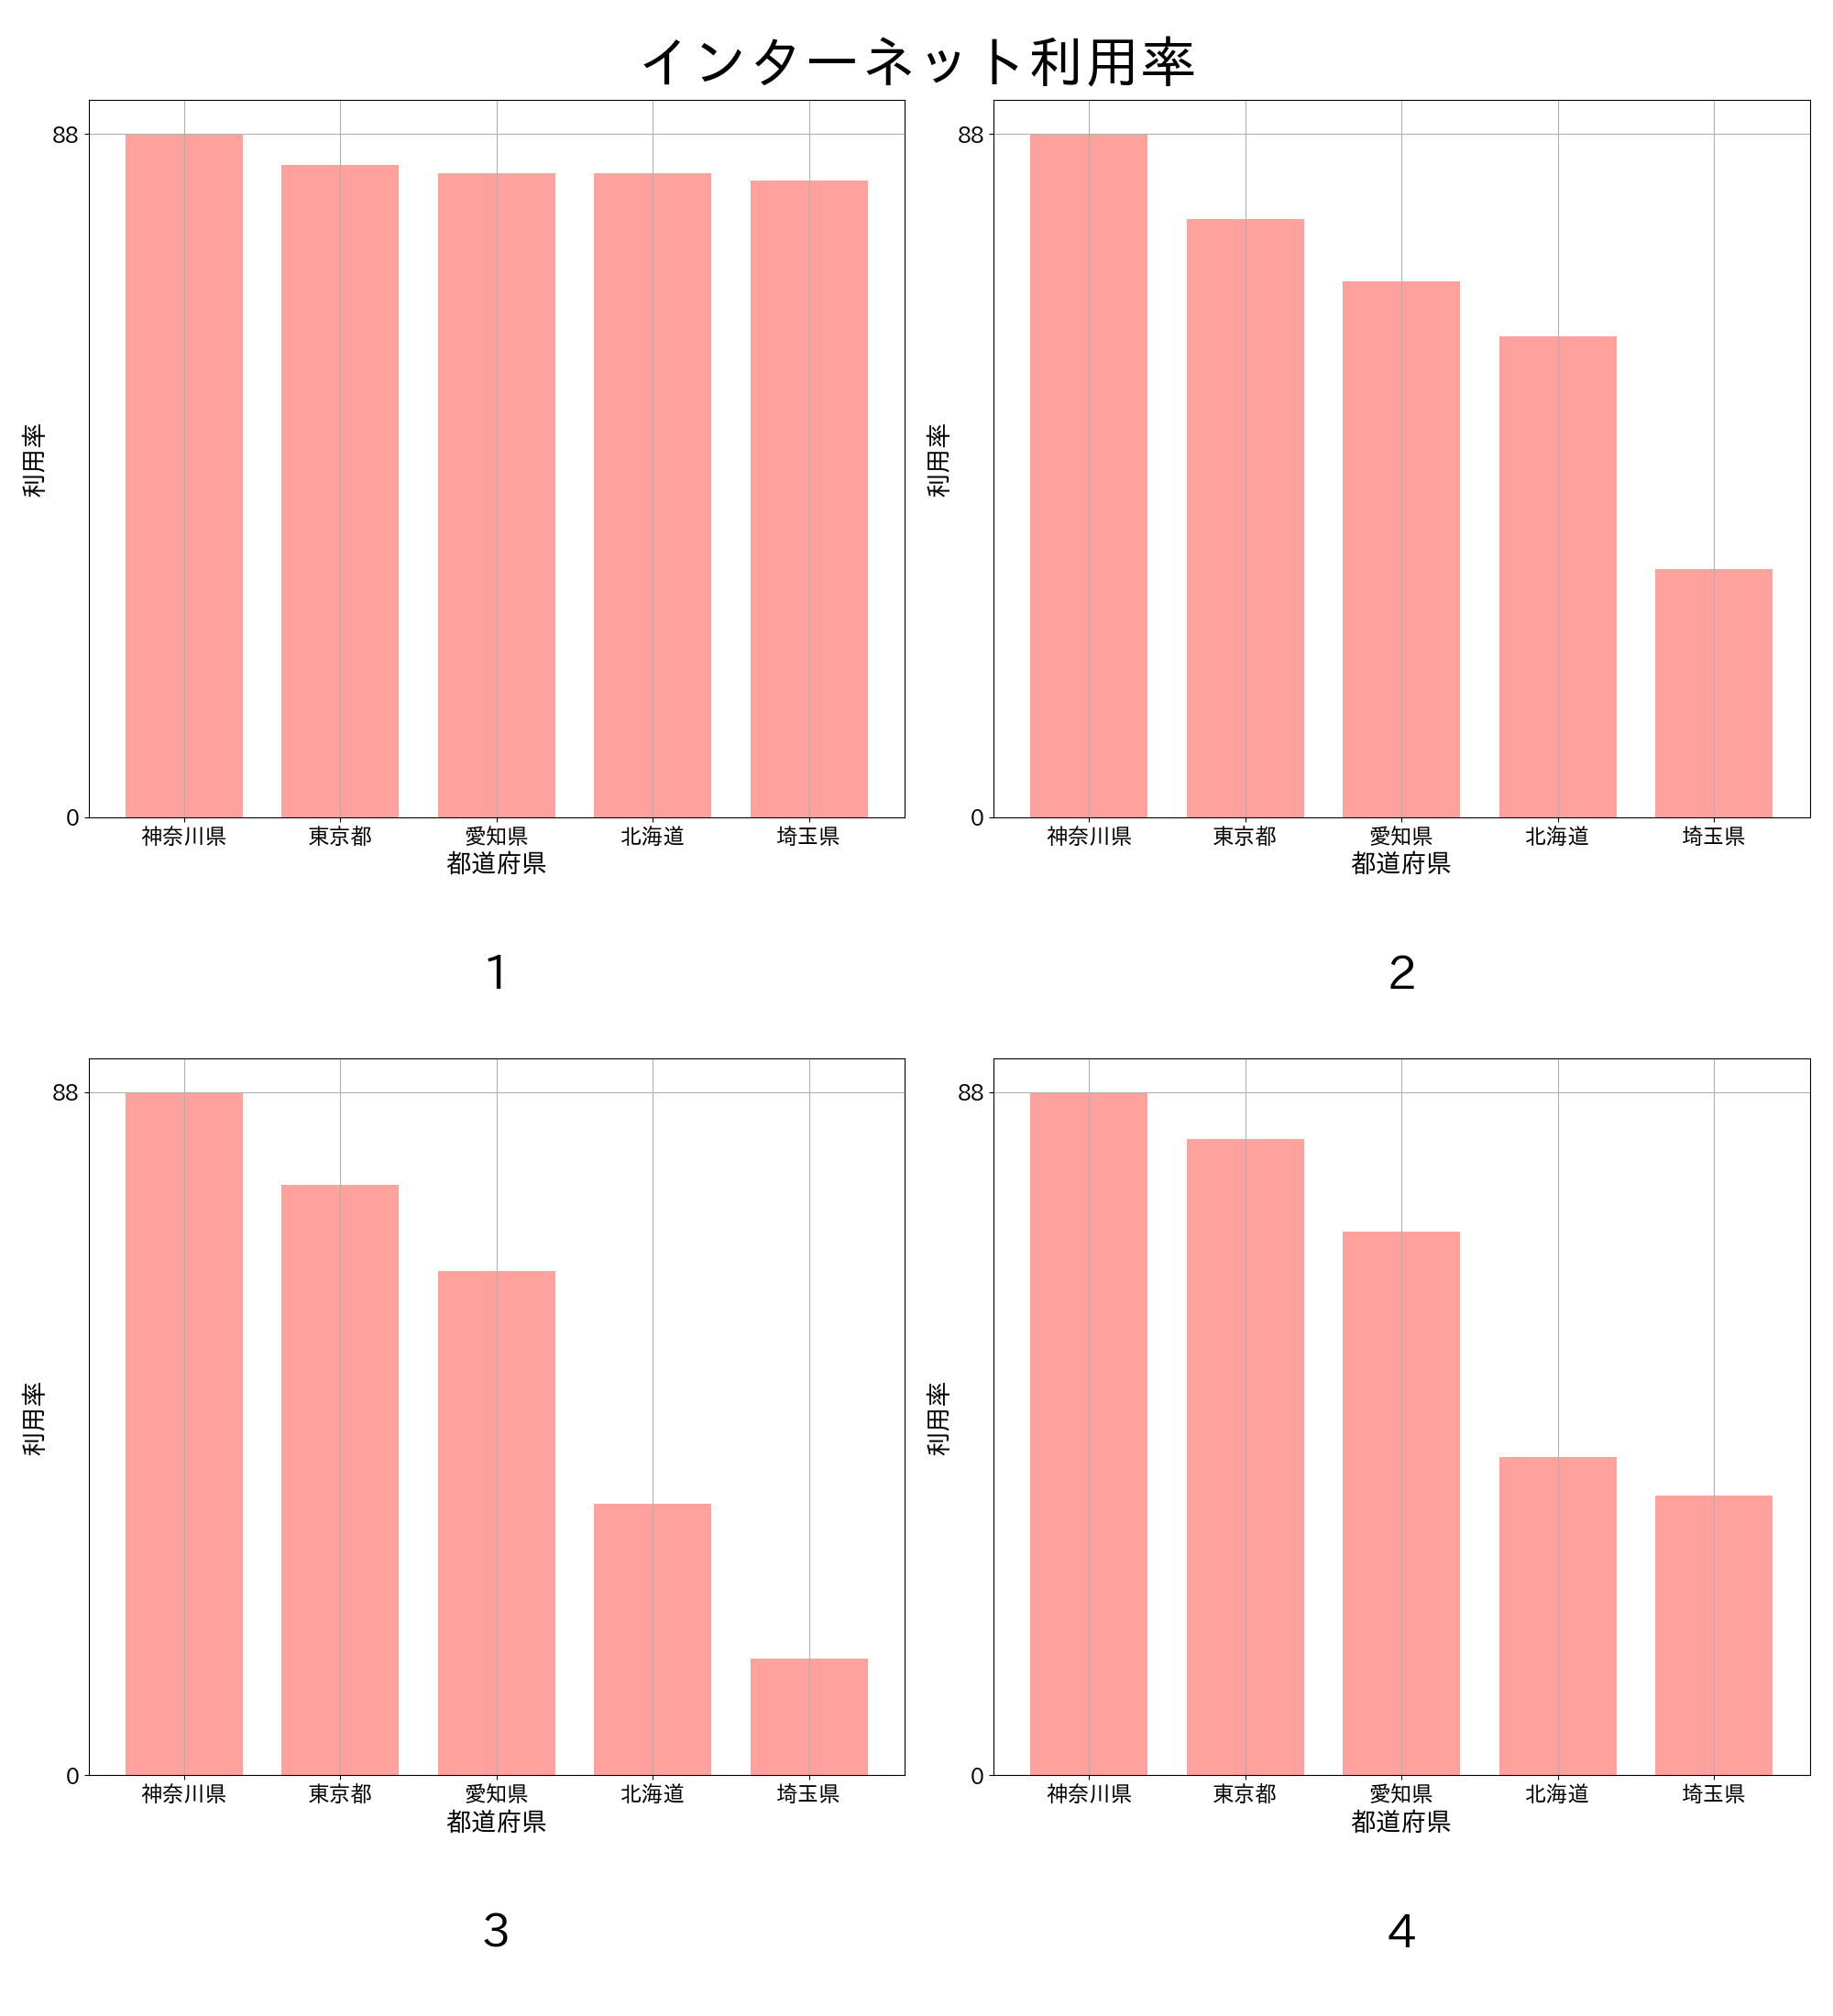 インターネット利用率
88
0
利用率
神奈川県 東京都 愛知県 北海道 埼玉県
都道府県
1
88
0
利用率
神奈川県 東京都 愛知県 北海道 埼玉県
都道府県
2
88
0
利用率
神奈川県 東京都 愛知県 北海道 埼玉県
都道府県
3
88
0
利用率
神奈川県 東京都 愛知県 北海道 埼玉県
都道府県
4